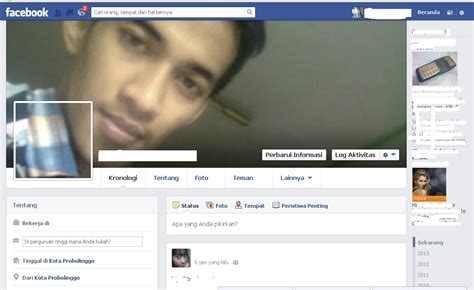 facebook
2
Cari orang, tempat dan hal lainnya
Beranda
Perbarui Informasi
Log Aktivitas
Kronologi
Tentang
Foto
Teman
Lainnya
Tentang
Bekerja di
Di perguruan tinggi mana Anda kuliah?
Tinggal di Kota Probolinggo
Dari Kota Probolinggo
Status
Foto
Tempat
Peristiwa Penting
Apa yang Anda pikirkan?
5 jam yang lalu
Sekarang
2013
2012
2011
2010